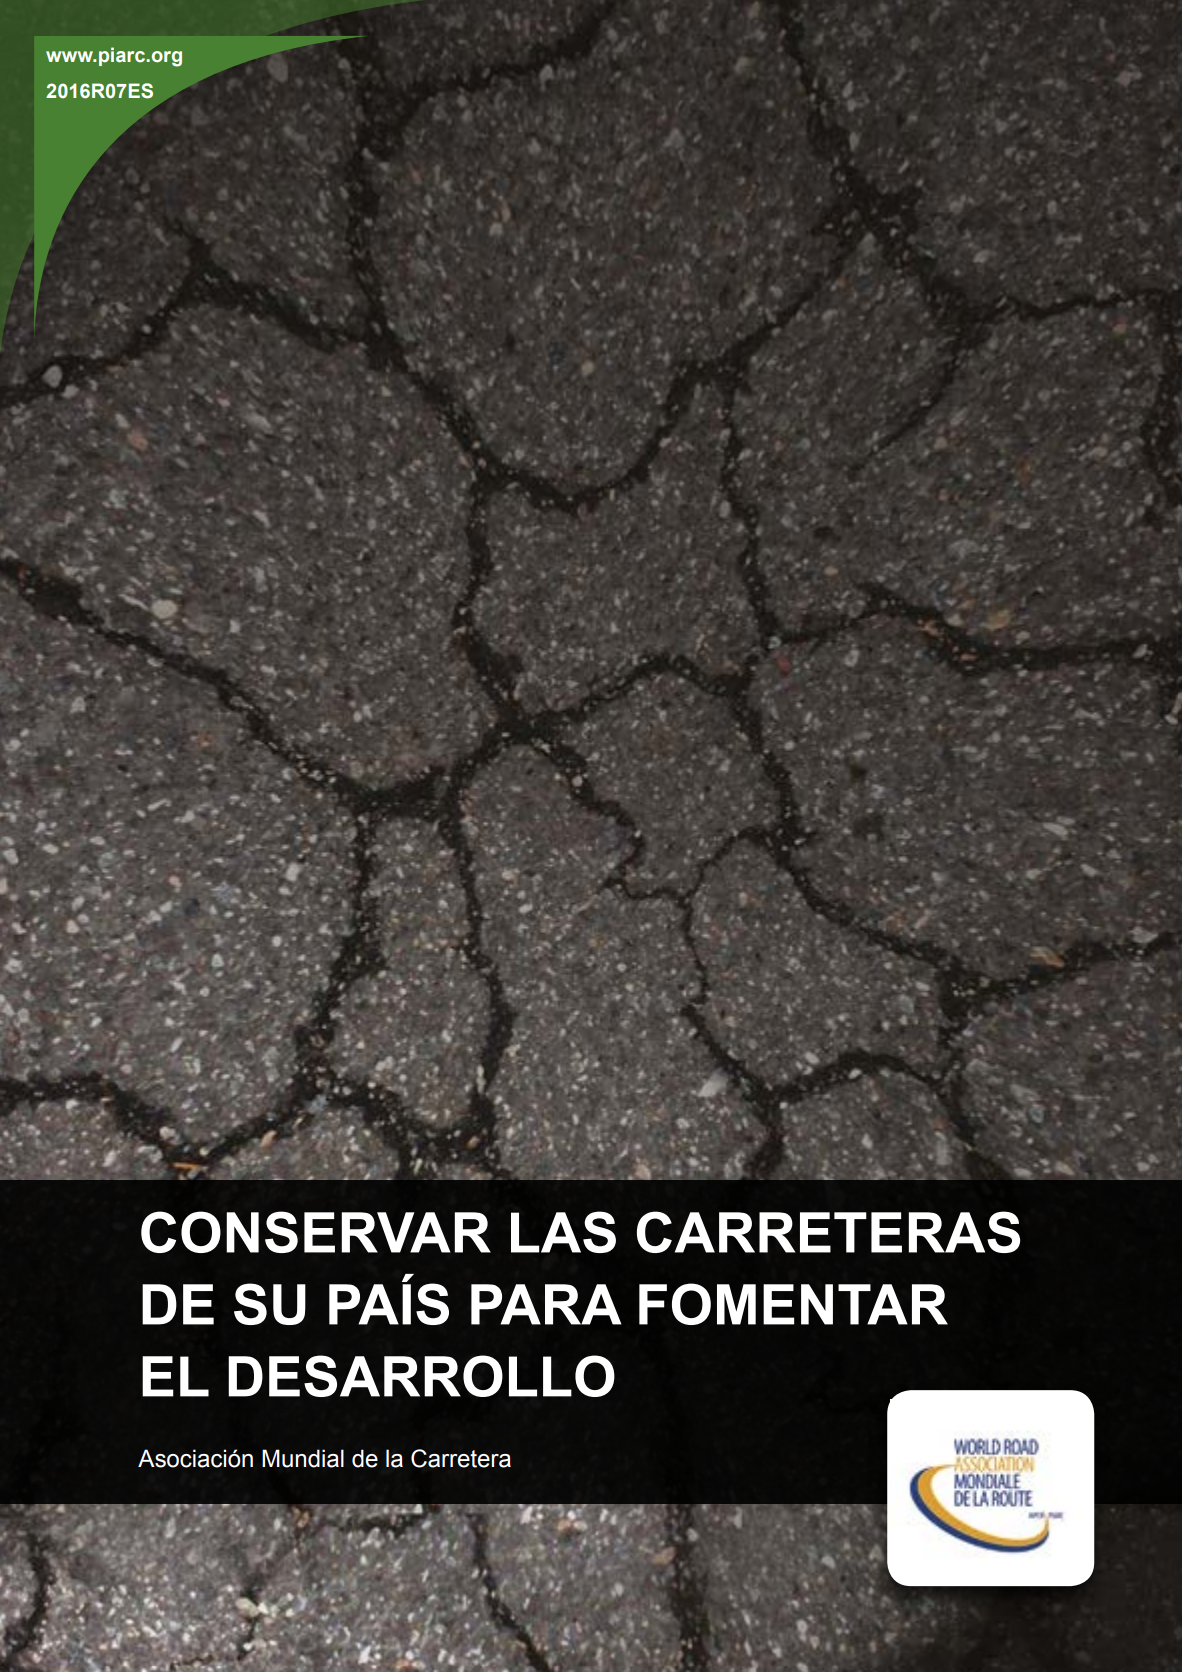 www.piarc.org
2016R07ES
CONSERVAR LAS CARRETERAS
DE SU PAÍS PARA FOMENTAR
EL DESARROLLO
Asociación Mundial de la Carretera
WORLD ROAD
ASSOCIATION
MONDIALE
DE LA ROUTE